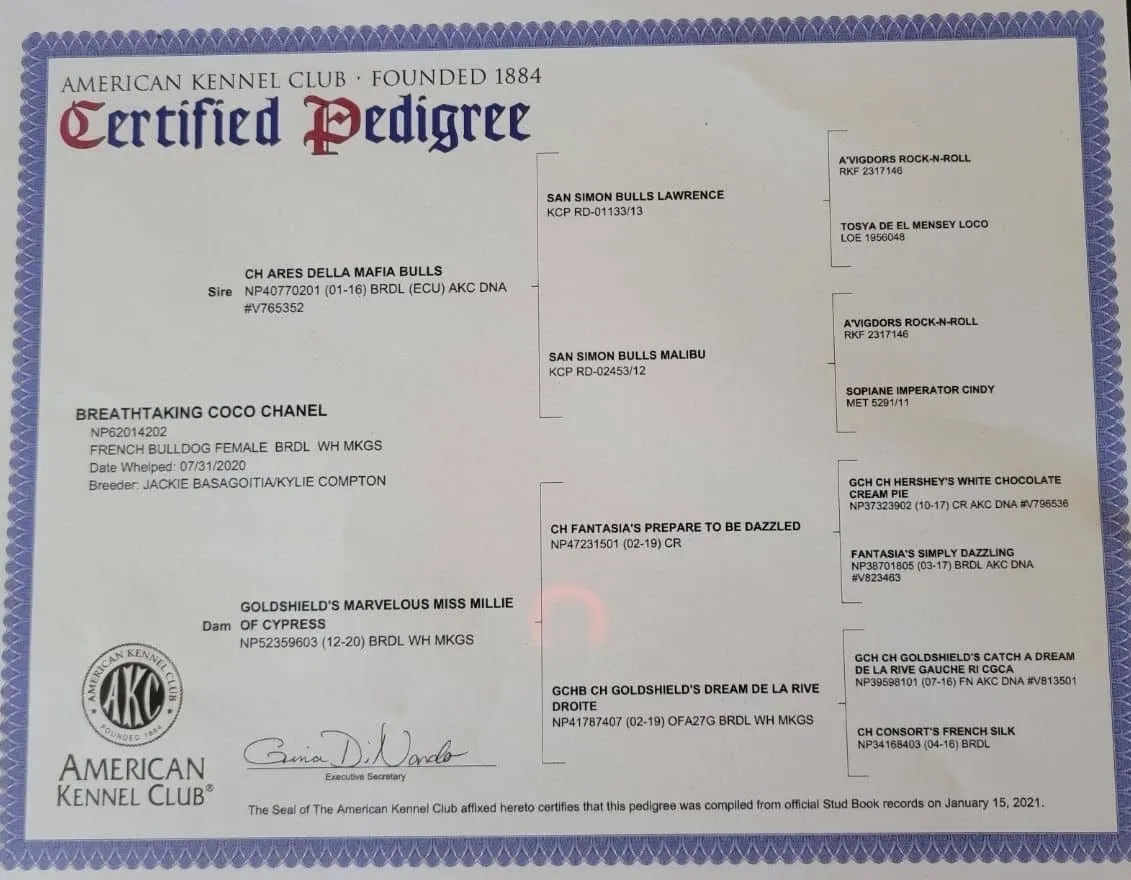 AMERICAN KENNEL CLUB · FOUNDED 1884
Certified Pedigree
BREATHTAKING COCO CHANEL
NP62014202
FRENCH BULLDOG FEMALE BRDL WH MKGS
Date Whelped: 07/31/2020
Breeder: JACKIE BASAGOITIA/KYLIE COMPTON
CH ARES DELLA MAFIA BULLS
Sire NP40770201 (01-16) BRDL (ECU) AKC DNA
#V765352
GOLDSHIELD'S MARVELOUS MISS MILLIE
Dam OF CYPRESS
NP52359603 (12-20) BRDL WH MKGS
SAN SIMON BULLS LAWRENCE
KCP RD-01133/13
SAN SIMON BULLS MALIBU
KCP RD-02453/12
CH FANTASIA'S PREPARE TO BE DAZZLED
NP47231501 (02-19) CR
GCHB CH GOLDSHIELD'S DREAM DE LA RIVE
DROITE
NP41787407 (02-19) OFA27G BRDL WH MKGS
A'VIGDORS ROCK-N-ROLL
RKF 2317146
TOSYA DE EL MENSEY LOCO
LOE 1956048
A'VIGDORS ROCK-N-ROLL
RKF 2317146
SOPIANE IMPERATOR CINDY
MET 5291/11
GCH CH HERSHEY'S WHITE CHOCOLATE
CREAM PIE
NP37323902 (10-17) CR AKC DNA #V796536
FANTASIA'S SIMPLY DAZZLING
NP38701805 (03-17) BRDL AKC DNA
#V823463
GCH CH GOLDSHIELD'S CATCH A DREAM
DE LA RIVE GAUCHE RI CGCA
NP39598101 (07-16) FN AKC DNA #V813501
CH CONSORT'S FRENCH SILK
NP34168403 (04-16) BRDL
AMERICAN KENNEL CLUB
AKC
FOUNDED 1884
AMERICAN
KENNEL CLUB®
Gina DiNardo
Executive Secretary
The Seal of The American Kennel Club affixed hereto certifies that this pedigree was compiled from official Stud Book records on January 15, 2021.